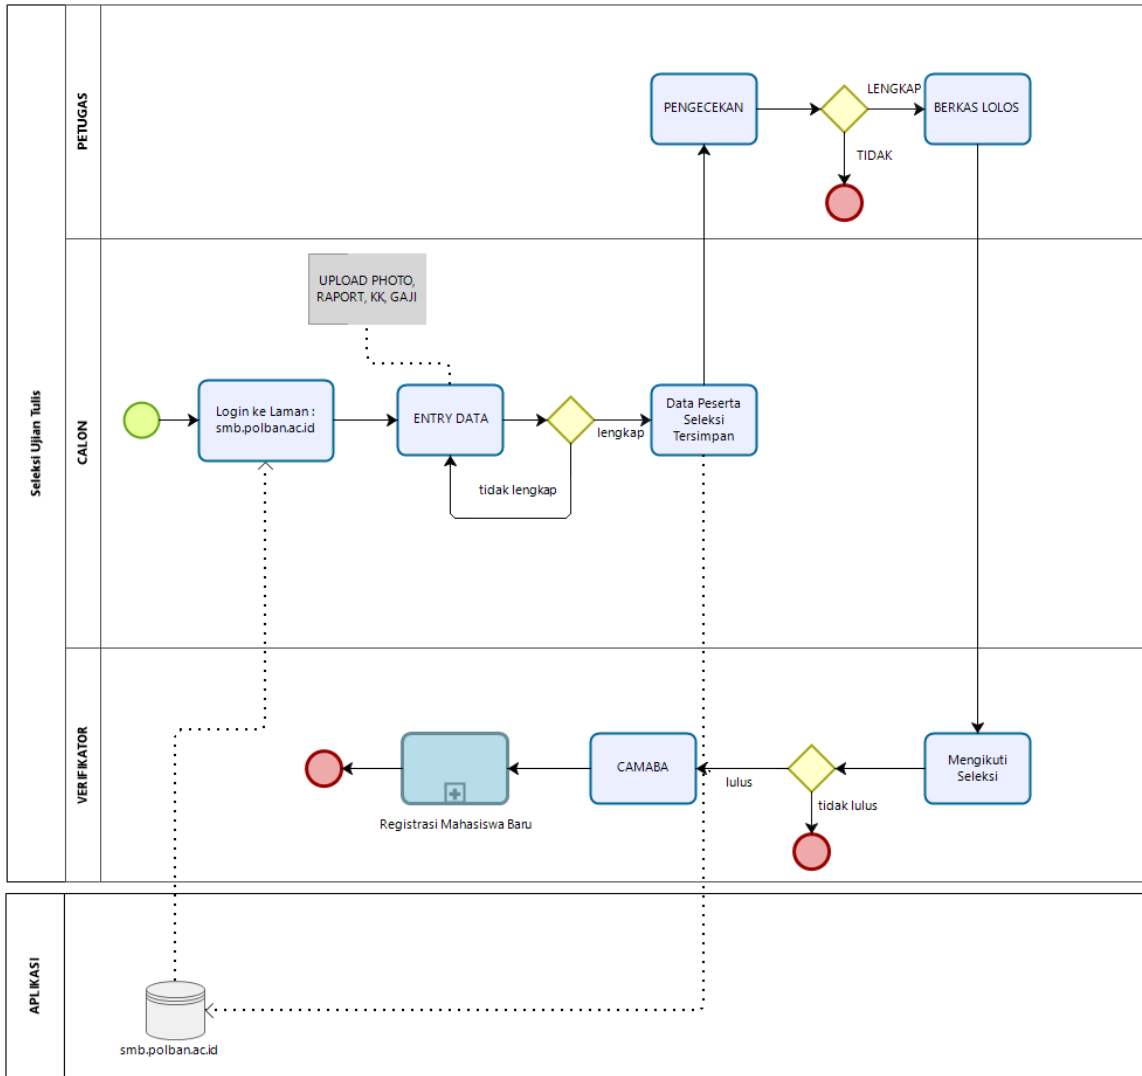 Seleksi Ujian Tulis
PETUGAS
PENGECEKAN
LENGKAP
BERKAS LOLOS
TIDAK
CALON
UPLOAD PHOTO,
RAPORT, KK, GAJI
Login ke Laman :
smb.polban.ac.id
ENTRY DATA
lengkap
Data Peserta
Seleksi
Tersimpan
tidak lengkap
VERIFIKATOR
Registrasi Mahasiswa Baru
CAMABA
lulus
tidak lulus
Mengikuti
Seleksi
APLIKASI
smb.polban.ac.id